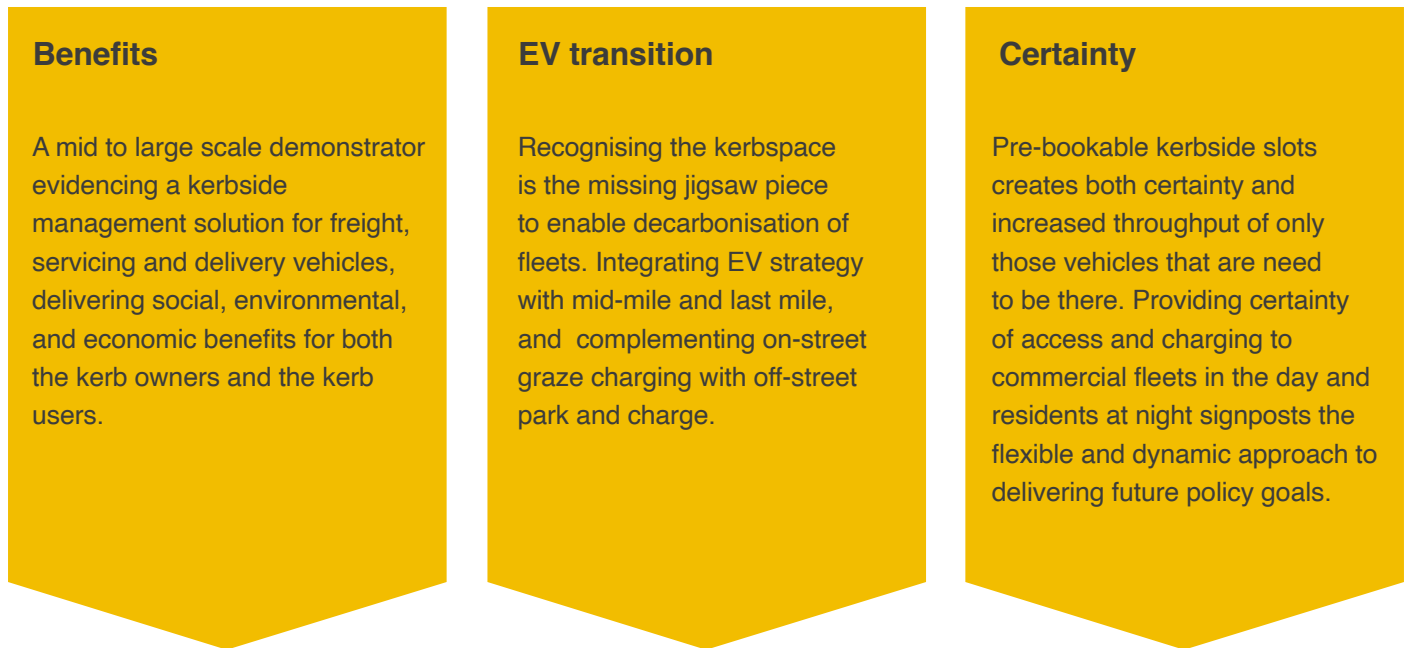 Benefits
A mid to large scale demonstrator
evidencing a kerbside
management solution for freight,
servicing and delivery vehicles,
delivering social, environmental,
and economic benefits for both
the kerb owners and the kerb
users.
EV transition
Recognising the kerbspace
is the missing jigsaw piece
to enable decarbonisation of
fleets. Integrating EV strategy
with mid-mile and last mile,
and  complementing on-street
graze charging with off-street
park and charge.
Certainty
Pre-bookable kerbside slots
creates both certainty and
increased throughput of only
those vehicles that are need
to be there. Providing certainty
of access and charging to
commercial fleets in the day and
residents at night signposts the
flexible and dynamic approach to
delivering future policy goals.